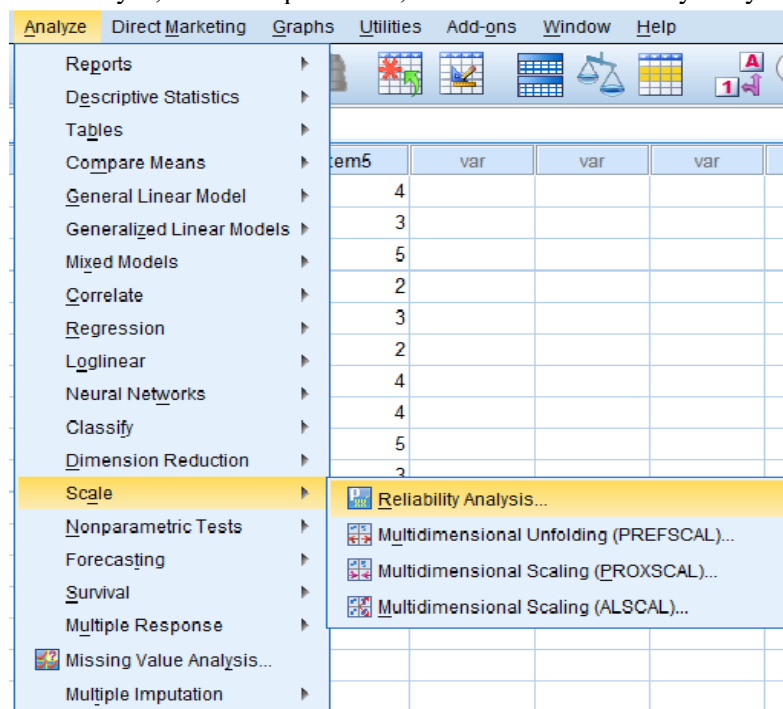 Analyze Direct Marketing Graphs Utilities Add-ons Window Help
Reports
Descriptive Statistics
Tables
Compare Means
General Linear Model
Generalized Linear Models
Mixed Models
Correlate
Regression
Loglinear
Neural Networks
Classify
Dimension Reduction
Scale
Nonparametric Tests
Forecasting
Survival
Multiple Response
Missing Value Analysis...
Multiple Imputation
Reliability Analysis...
Multidimensional Unfolding (PREFSCAL)...
Multidimensional Scaling (PROXSCAL)...
Multidimensional Scaling (ALSCAL)...
A
1
tem5 var var var
4
3
5
2
3
2
4
4
5
3